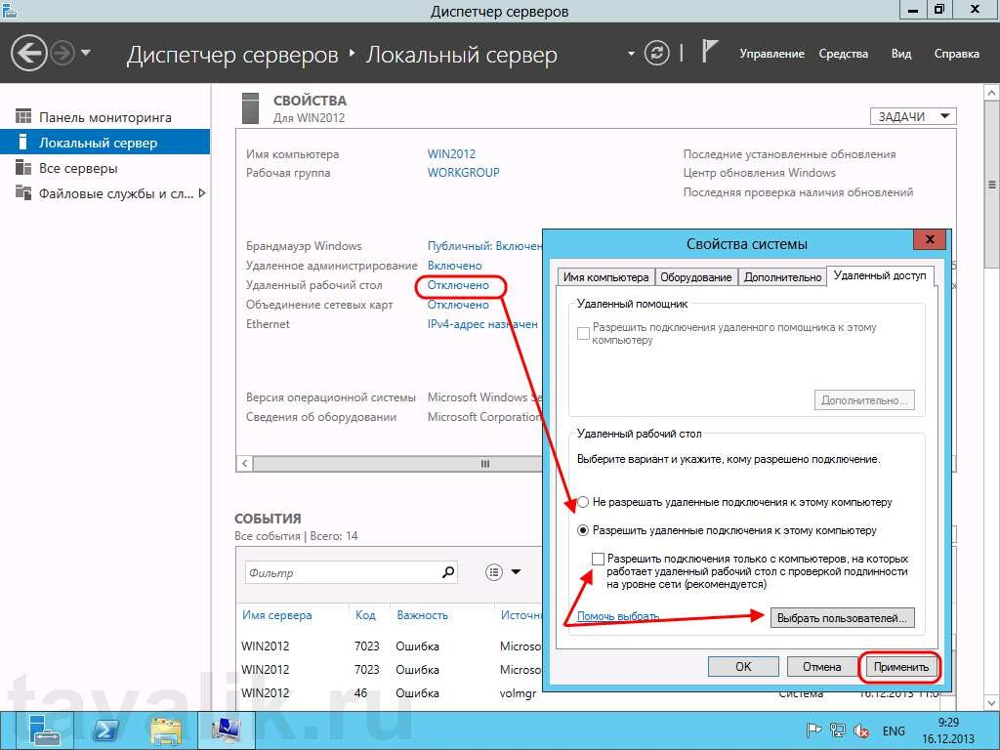 Диспетчер серверов
Диспетчер серверов
Локальный сервер
Управление
Средства
Вид
Справка
Панель мониторинга
Локальный сервер
Все серверы
Файловые службы и сл...
СВОЙСТВА
Для WIN2012
ЗАДАЧИ
Имя компьютера WIN2012
Рабочая группа WORKGROUP
Последние установленные обновления
Центр обновления Windows
Последняя проверка наличия обновлений
Брандмауэр Windows Публичный: Включен
Удаленное администрирование Включено
Удаленный рабочий стол Отключено
Объединение сетевых карт Отключено
Ethernet IPv4-адрес назначен
Версия операционной системы Microsoft Windows Se
Сведения об оборудовании Microsoft Corporation
СОБЫТИЯ
Все события | Всего: 14
Фильтр
Имя сервера Код Важность Источни
WIN2012 7023 Ошибка Microso
WIN2012 7023 Ошибка Microso
WIN2012 46 Ошибка volmgr Система 16.12.2013 11:0
Свойства системы
Имя компьютера
Оборудование
Дополнительно
Удаленный доступ
Удаленный помощник
Разрешить подключения удаленного помощника к этому
компьютеру
Дополнительно...
Удаленный рабочий стол
Выберите вариант и укажите, кому разрешено подключение.
Не разрешать удаленные подключения к этому компьютеру
Разрешить удаленные подключения к этому компьютеру
Разрешить подключения только с компьютеров, на которых
работает удаленный рабочий стол с проверкой подлинности
на уровне сети (рекомендуется)
Помочь выбрать
Выбрать пользователей...
OK
Отмена
Применить
tavalik.ru
ENG
9:29
16.12.2013